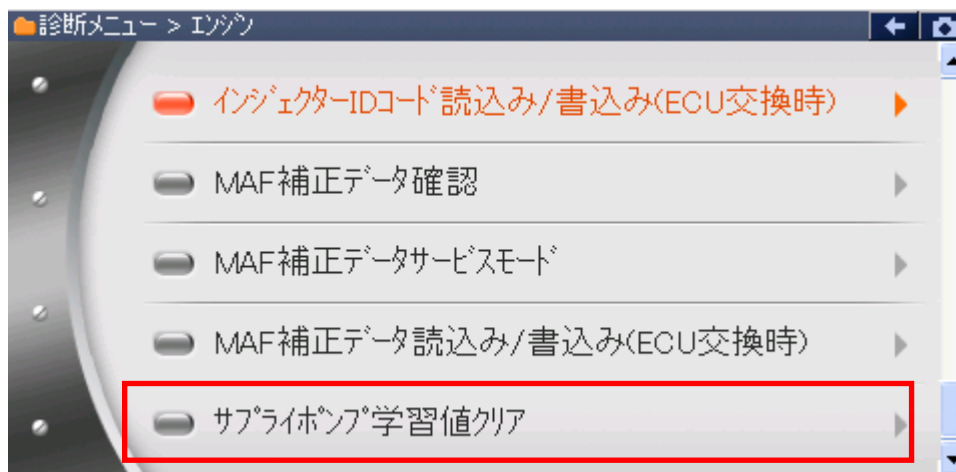 診断メニュー > エンジン
インジェクターIDコード読込み/書込み(ECU交換時)
MAF補正データ確認
MAF補正データサービスモード
MAF補正データ読込み/書込み(ECU交換時)
サプライポンプ学習値クリア